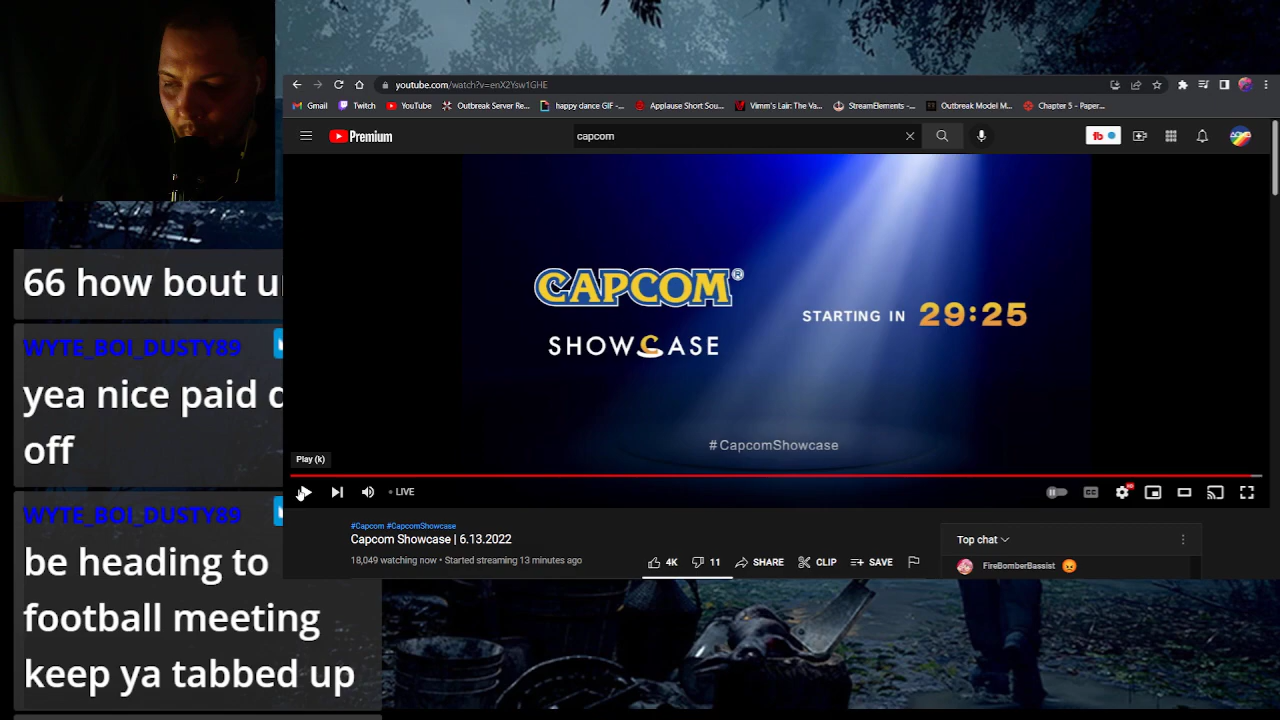 youtube.com/watch?v=enX2Ysw1GHE
Gmail Twitch YouTube Outbreak Server Re... happy dance GIF -... Applause Short Sou... Vimm's Lair: The Va... StreamElements -... Outbreak Model M... Chapter 5 - Paper...
Premium capcom fb
CAPCOM®
SHOWCASE
STARTING IN 29:25
#CapcomShowcase
Play (k)
LIVE
#Capcom #CapcomShowcase
Capcom Showcase | 6.13.2022
18,049 watching now • Started streaming 13 minutes ago
4K 11 SHARE CLIP SAVE
Top chat
FireBomberBassist
66 how bout
WYTE_BOI_DUSTY89
yea nice paid
off
WYTE_BOI_DUSTY89
be heading to
football meeting
keep ya tabbed up